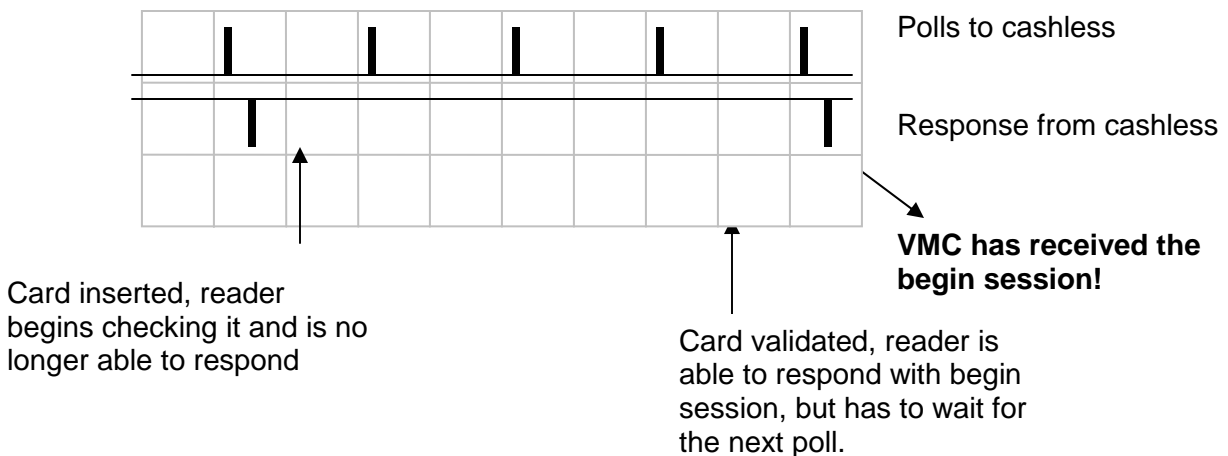 Polls to cashless
Response from cashless
VMC has received the
begin session!
Card inserted, reader
begins checking it and is no
longer able to respond
Card validated, reader is
able to respond with begin
session, but has to wait for
the next poll.